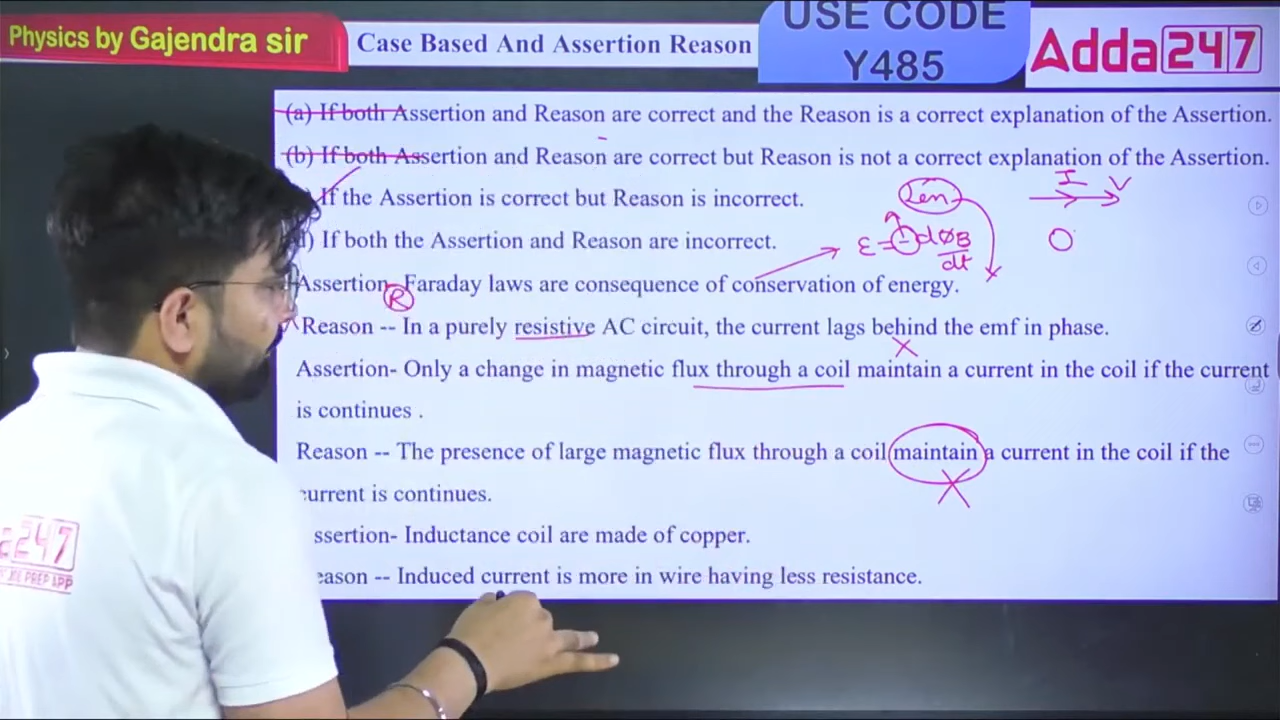 Physics by Gajendra sir
Case Based And Assertion Reason
USE CODE
Y485
Adda247
(a) If both Assertion and Reason are correct and the Reason is a correct explanation of the Assertion.
(b) If both Assertion and Reason are correct but Reason is not a correct explanation of the Assertion.
If the Assertion is correct but Reason is incorrect.
) If both the Assertion and Reason are incorrect.
I V
ε = - dΦB
dt
Assertion- Faraday laws are consequence of conservation of energy.
R
Reason -- In a purely resistive AC circuit, the current lags behind the emf in phase.
Assertion- Only a change in magnetic flux through a coil maintain a current in the coil if the current
is continues .
Reason -- The presence of large magnetic flux through a coil maintain a current in the coil if the
current is continues.
ssertion- Inductance coil are made of copper.
eason -- Induced current is more in wire having less resistance.
247